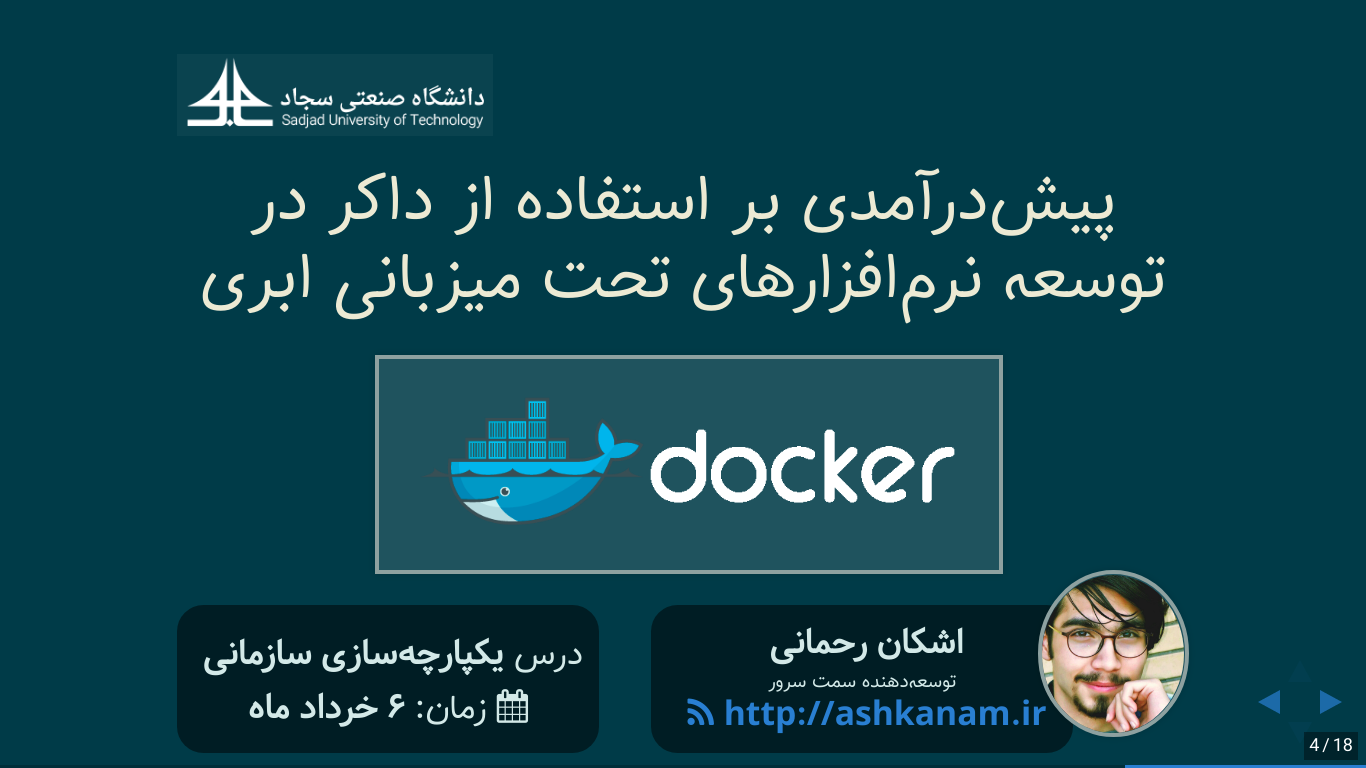 دانشگاه صنعتی سجاد
Sadjad University of Technology
پیش‌درآمدی بر استفاده از داکر در
توسعه نرم‌افزارهای تحت میزبانی ابری
docker
اشکان رحمانی
توسعه‌دهنده سمت سرور
http://ashkanam.ir
درس یکپارچه‌سازی سازمانی
زمان: ۶ خرداد ماه
4 / 18